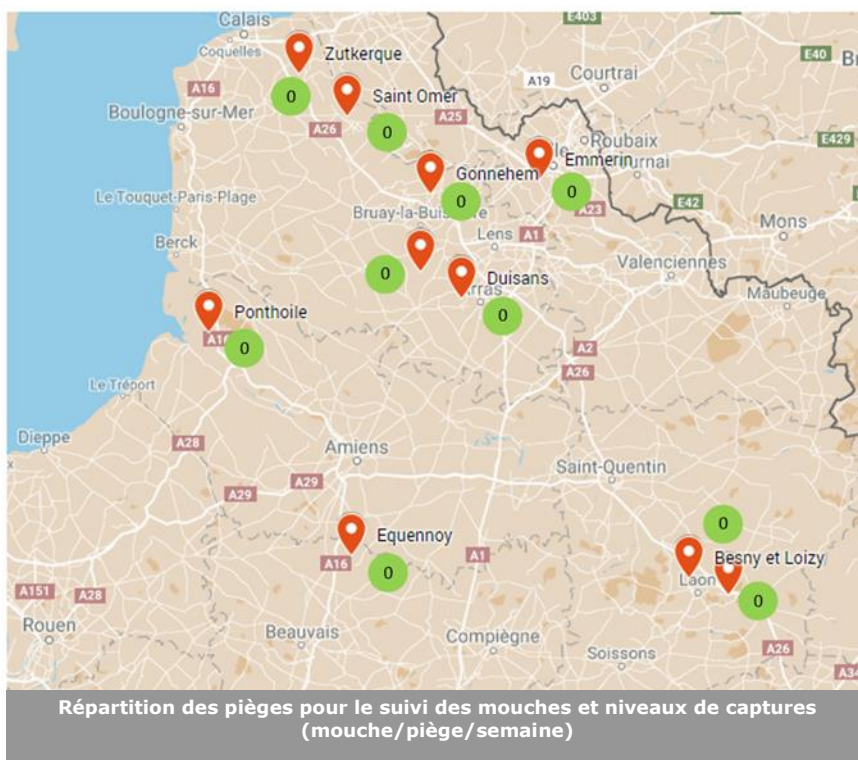 Calais
E403
Coquelles
Zutkerque
E40
A19
Courtrai
0
A16
Saint Omer
Boulogne-sur-Mer
A25
A26
0
Roubaix
E429
Emmerin
Gonnehem
0
Le Touquet-Paris-Plage
0
E42
A23
Bruay-la-Buis
Mons
Berck
Lens
A1
0
Valenciennes
Duisans
Maubeuge
Ponthoile
0
0
A2
A26
Le Tréport
Dieppe
A28
Amiens
Saint-Quentin
A29
A29
0
Equennoy
A1
A16
Besny et Loizy
0
Laon
0
A151
A28
Rouen
Beauvais
Compiègne
A26
Soissons
Répartition des pièges pour le suivi des mouches et niveaux de captures
(mouche/piège/semaine)